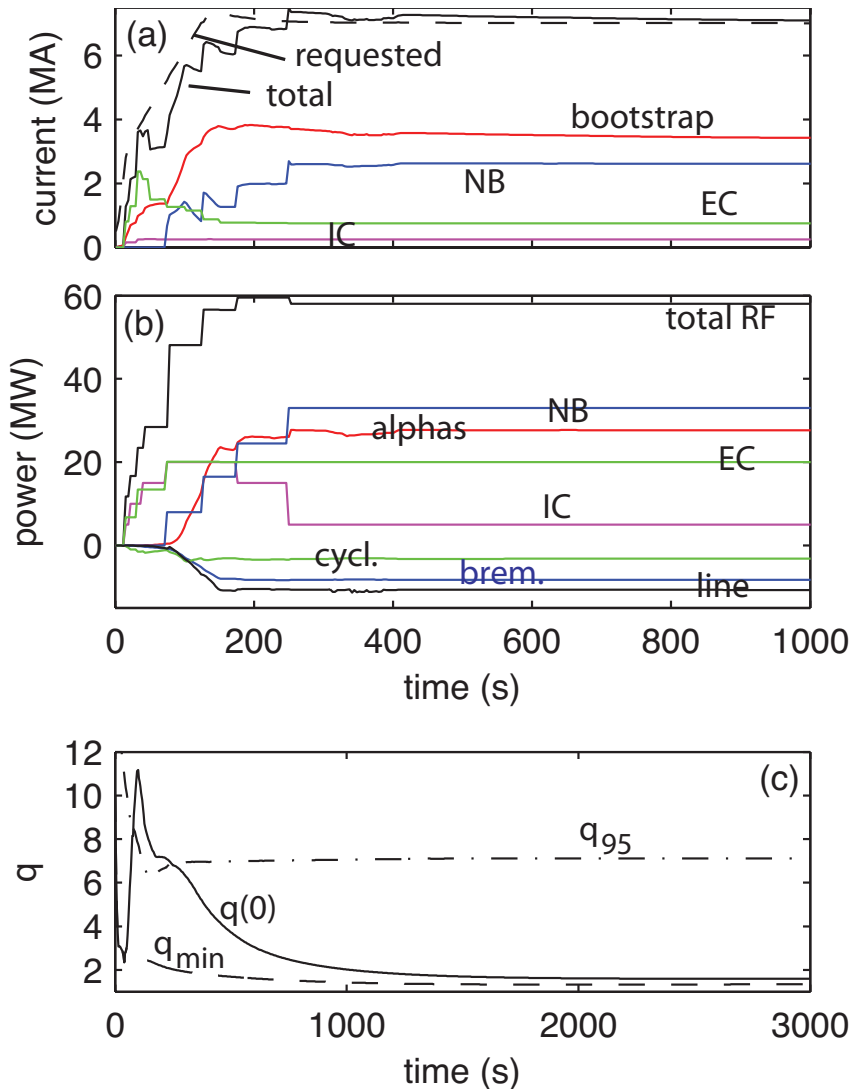 (a)
requested
total
bootstrap
NB
EC
IC
current (MA)
6
4
2
0
(b)
total RF
NB
alphas
EC
IC
cycl.
brem.
line
power (MW)
60
40
20
0
0 200 400 600 800 1000
time (s)
(c)
q95
q(0)
qmin
q
12
10
8
6
4
2
0 1000 2000 3000
time (s)